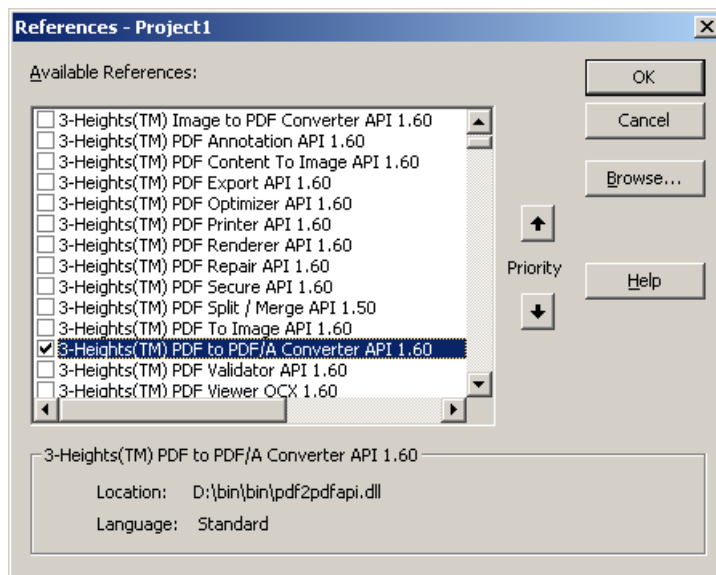 References - Project1
Available References:
3-Heights(TM) Image to PDF Converter API 1.60
3-Heights(TM) PDF Annotation API 1.60
3-Heights(TM) PDF Content To Image API 1.60
3-Heights(TM) PDF Export API 1.60
3-Heights(TM) PDF Optimizer API 1.60
3-Heights(TM) PDF Printer API 1.60
3-Heights(TM) PDF Renderer API 1.60
3-Heights(TM) PDF Repair API 1.60
3-Heights(TM) PDF Secure API 1.60
3-Heights(TM) PDF Split / Merge API 1.50
3-Heights(TM) PDF To Image API 1.60
3-Heights(TM) PDF to PDF/A Converter API 1.60
3-Heights(TM) PDF Validator API 1.60
3-Heights(TM) PDF Viewer OCX 1.60
Priority
OK
Cancel
Browse...
Help
3-Heights(TM) PDF to PDF/A Converter API 1.60
Location: D:\bin\bin\pdf2pdfapi.dll
Language: Standard